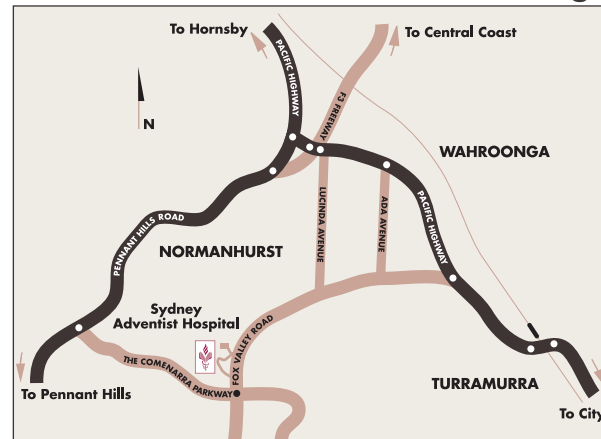 To Hornsby
To Central Coast
PACIFIC HIGHWAY
F3 FREEWAY
N
WAHROONGA
LUCINDA AVENUE
ADA AVENUE
PACIFIC HIGHWAY
PENNANT HILLS ROAD
NORMANHURST
Sydney
Adventist Hospital
FOX VALLEY ROAD
THE COMENARRA PARKWAY
To Pennant Hills
TURRAMURRA
To City